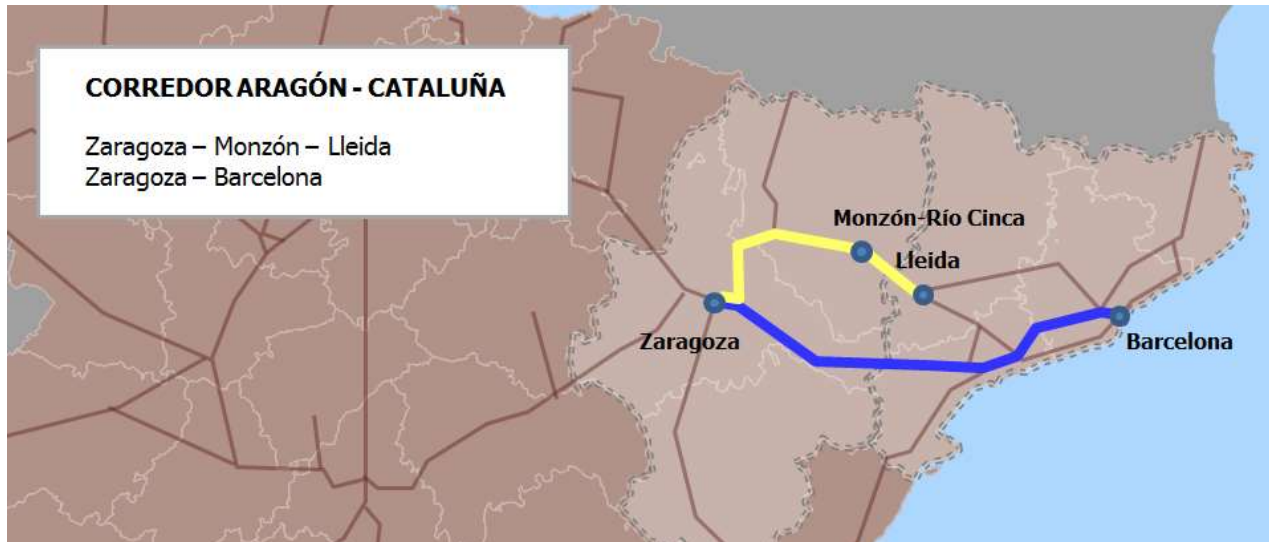 CORREDOR ARAGÓN - CATALUÑA
Zaragoza – Monzón – Lleida
Zaragoza – Barcelona
Monzón-Río Cinca
Lleida
Zaragoza
Barcelona